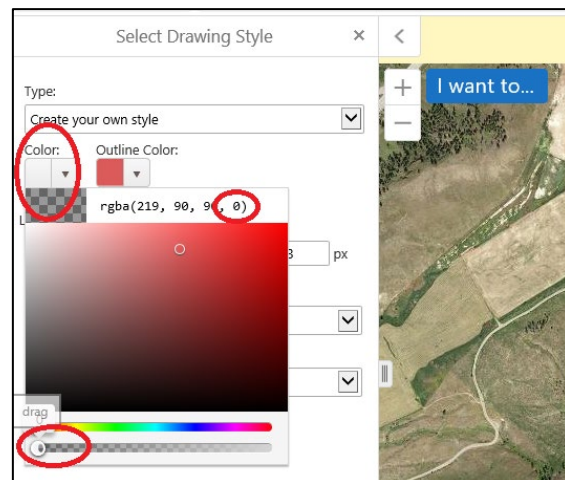 Select Drawing Style ×
I want to...
Type:
Create your own style
Color: Outline Color:
rgba(219, 90, 90, 0)
px
drag